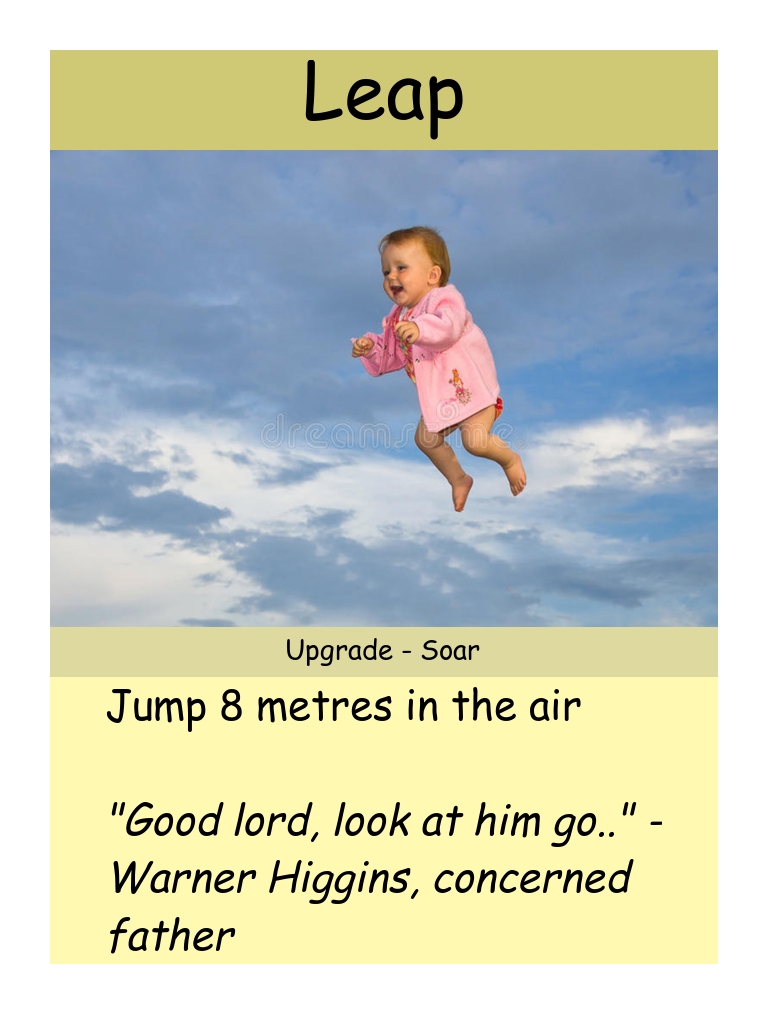 Leap
dreamstime
Upgrade - Soar
Jump 8 metres in the air
"Good lord, look at him go.." -
Warner Higgins, concerned
father